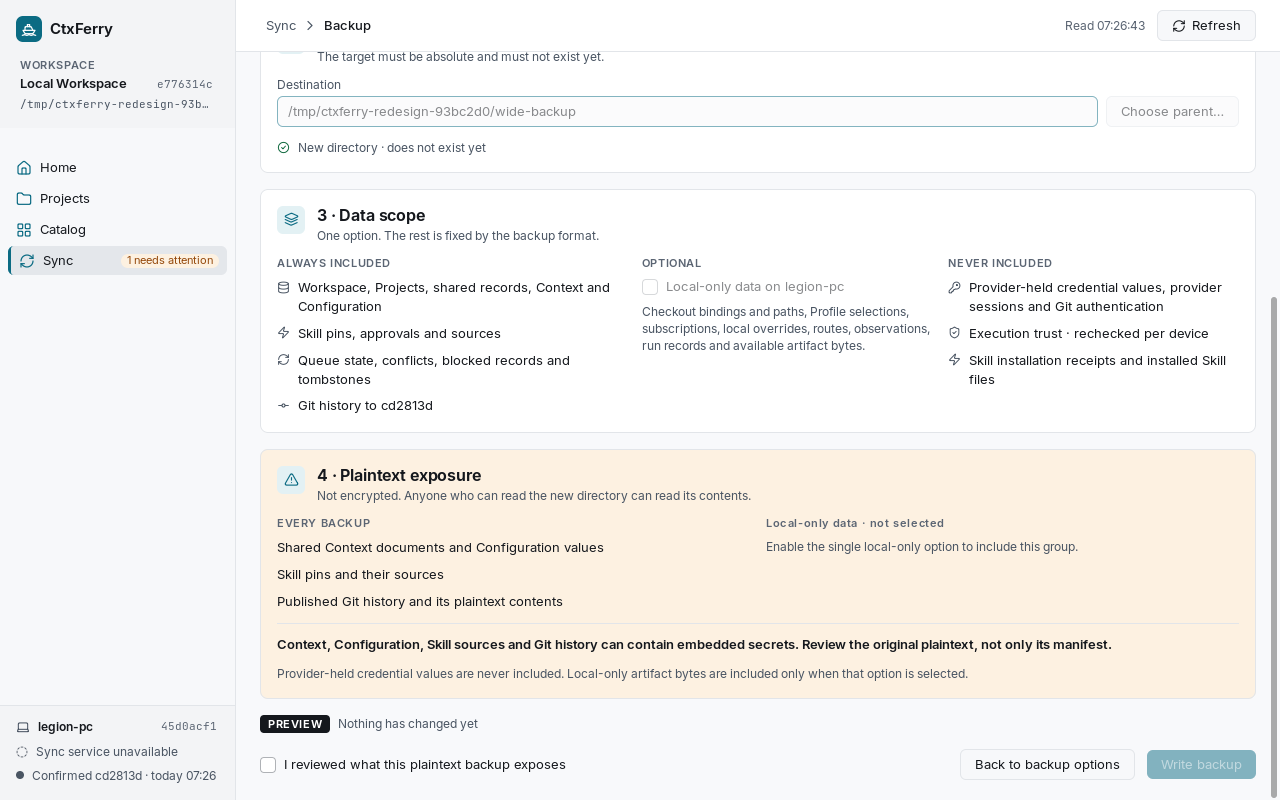 CtxFerry
WORKSPACE
Local Workspace e776314c
/tmp/ctxferry-redesign-93b…
Home
Projects
Catalog
Sync 1 needs attention
legion-pc 45d0acf1
Sync service unavailable
Confirmed cd2813d · today 07:26
Sync > Backup
Read 07:26:43 Refresh
The target must be absolute and must not exist yet.
Destination
/tmp/ctxferry-redesign-93bc2d0/wide-backup Choose parent…
New directory · does not exist yet
3 · Data scope
One option. The rest is fixed by the backup format.
ALWAYS INCLUDED
Workspace, Projects, shared records, Context and
Configuration
Skill pins, approvals and sources
Queue state, conflicts, blocked records and
tombstones
Git history to cd2813d
OPTIONAL
Local-only data on legion-pc
Checkout bindings and paths, Profile selections,
subscriptions, local overrides, routes, observations,
run records and available artifact bytes.
NEVER INCLUDED
Provider-held credential values, provider
sessions and Git authentication
Execution trust · rechecked per device
Skill installation receipts and installed Skill
files
4 · Plaintext exposure
Not encrypted. Anyone who can read the new directory can read its contents.
EVERY BACKUP
Shared Context documents and Configuration values
Skill pins and their sources
Published Git history and its plaintext contents
Local-only data · not selected
Enable the single local-only option to include this group.
Context, Configuration, Skill sources and Git history can contain embedded secrets. Review the original plaintext, not only its manifest.
Provider-held credential values are never included. Local-only artifact bytes are included only when that option is selected.
PREVIEW Nothing has changed yet
I reviewed what this plaintext backup exposes
Back to backup options Write backup